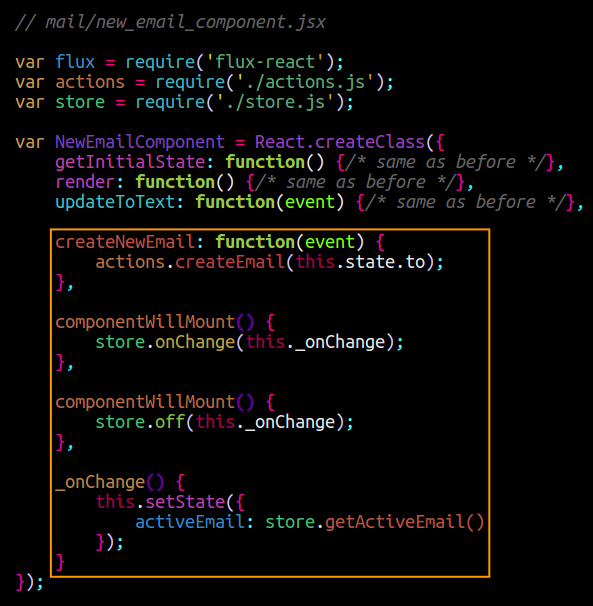 // mail/new_email_component.jsx
var flux = require('flux-react');
var actions = require('./actions.js');
var store = require('./store.js');
var NewEmailComponent = React.createClass({
getInitialState: function() {/* same as before */},
render: function() {/* same as before */},
updateToText: function(event) {/* same as before */},
createNewEmail: function(event) {
actions.createEmail(this.state.to);
},
componentWillMount() {
store.onChange(this._onChange);
},
componentWillMount() {
store.off(this._onChange);
},
_onChange() {
this.setState({
activeEmail: store.getActiveEmail()
});
}
});